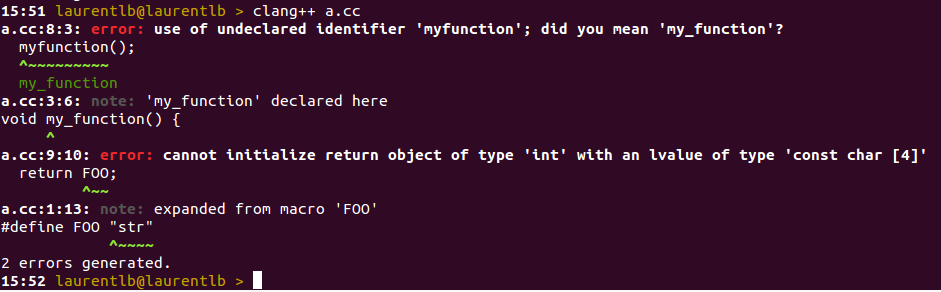 15:51 laurentlb@laurentlb > clang++ a.cc
a.cc:8:3: error: use of undeclared identifier 'myfunction'; did you mean 'my_function'?
  myfunction();
  ^~~~~~~~~~
  my_function
a.cc:3:6: note: 'my_function' declared here
void my_function() {
     ^
a.cc:9:10: error: cannot initialize return object of type 'int' with an lvalue of type 'const char [4]'
  return FOO;
         ^~~
a.cc:1:13: note: expanded from macro 'FOO'
#define FOO "str"
            ^~~~~
2 errors generated.
15:52 laurentlb@laurentlb >